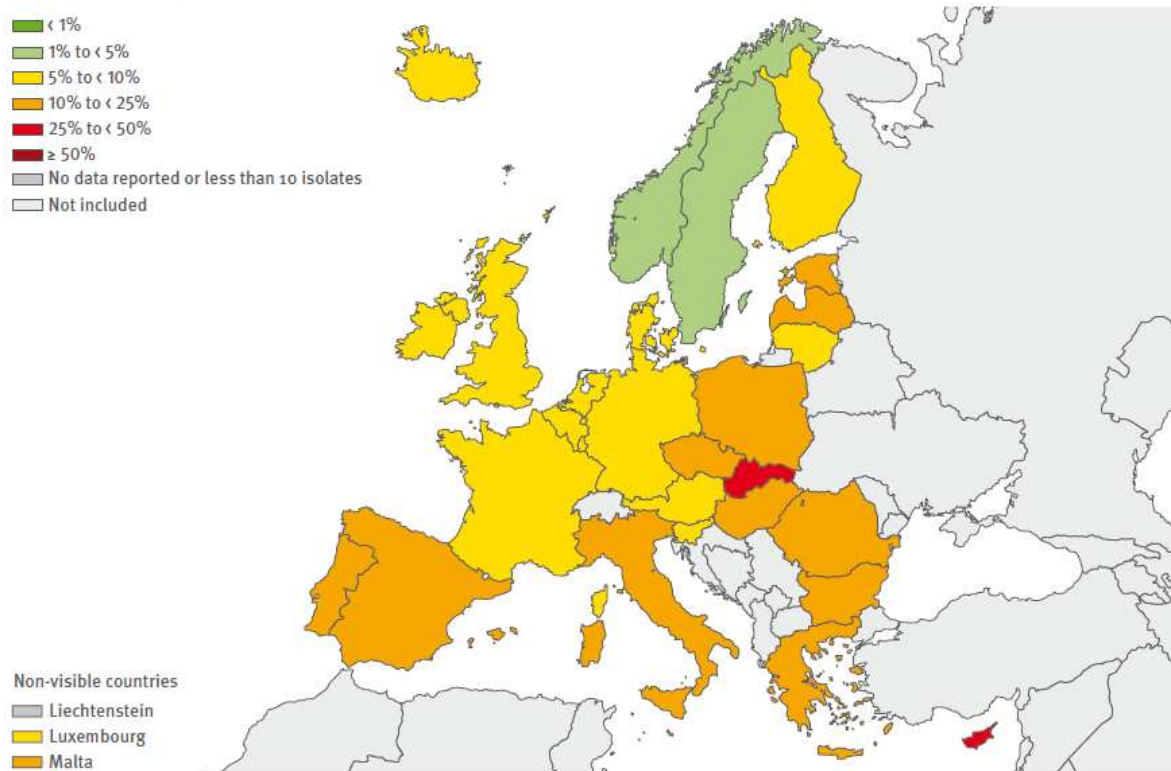 < 1%
1% to < 5%
5% to < 10%
10% to < 25%
25% to < 50%
≥ 50%
No data reported or less than 10 isolates
Not included
Non-visible countries
Liechtenstein
Luxembourg
Malta